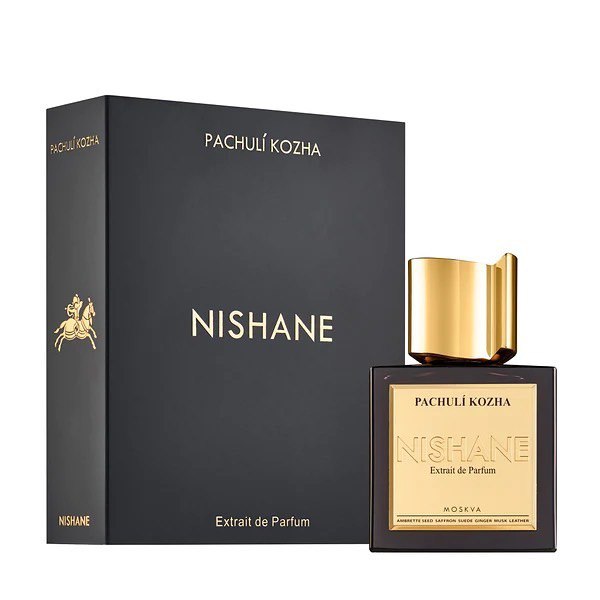 PACHULÍ KOZHA
NISHANE
PACHULÍ KOZHA
NISHANE
Extrait de Parfum
PACHULÍ KOZHA
NISHANE
Extrait de Parfum
MOSKVA
AMBRETTE SEED SAFFRON SUEDE GINGER MUSK LEATHER